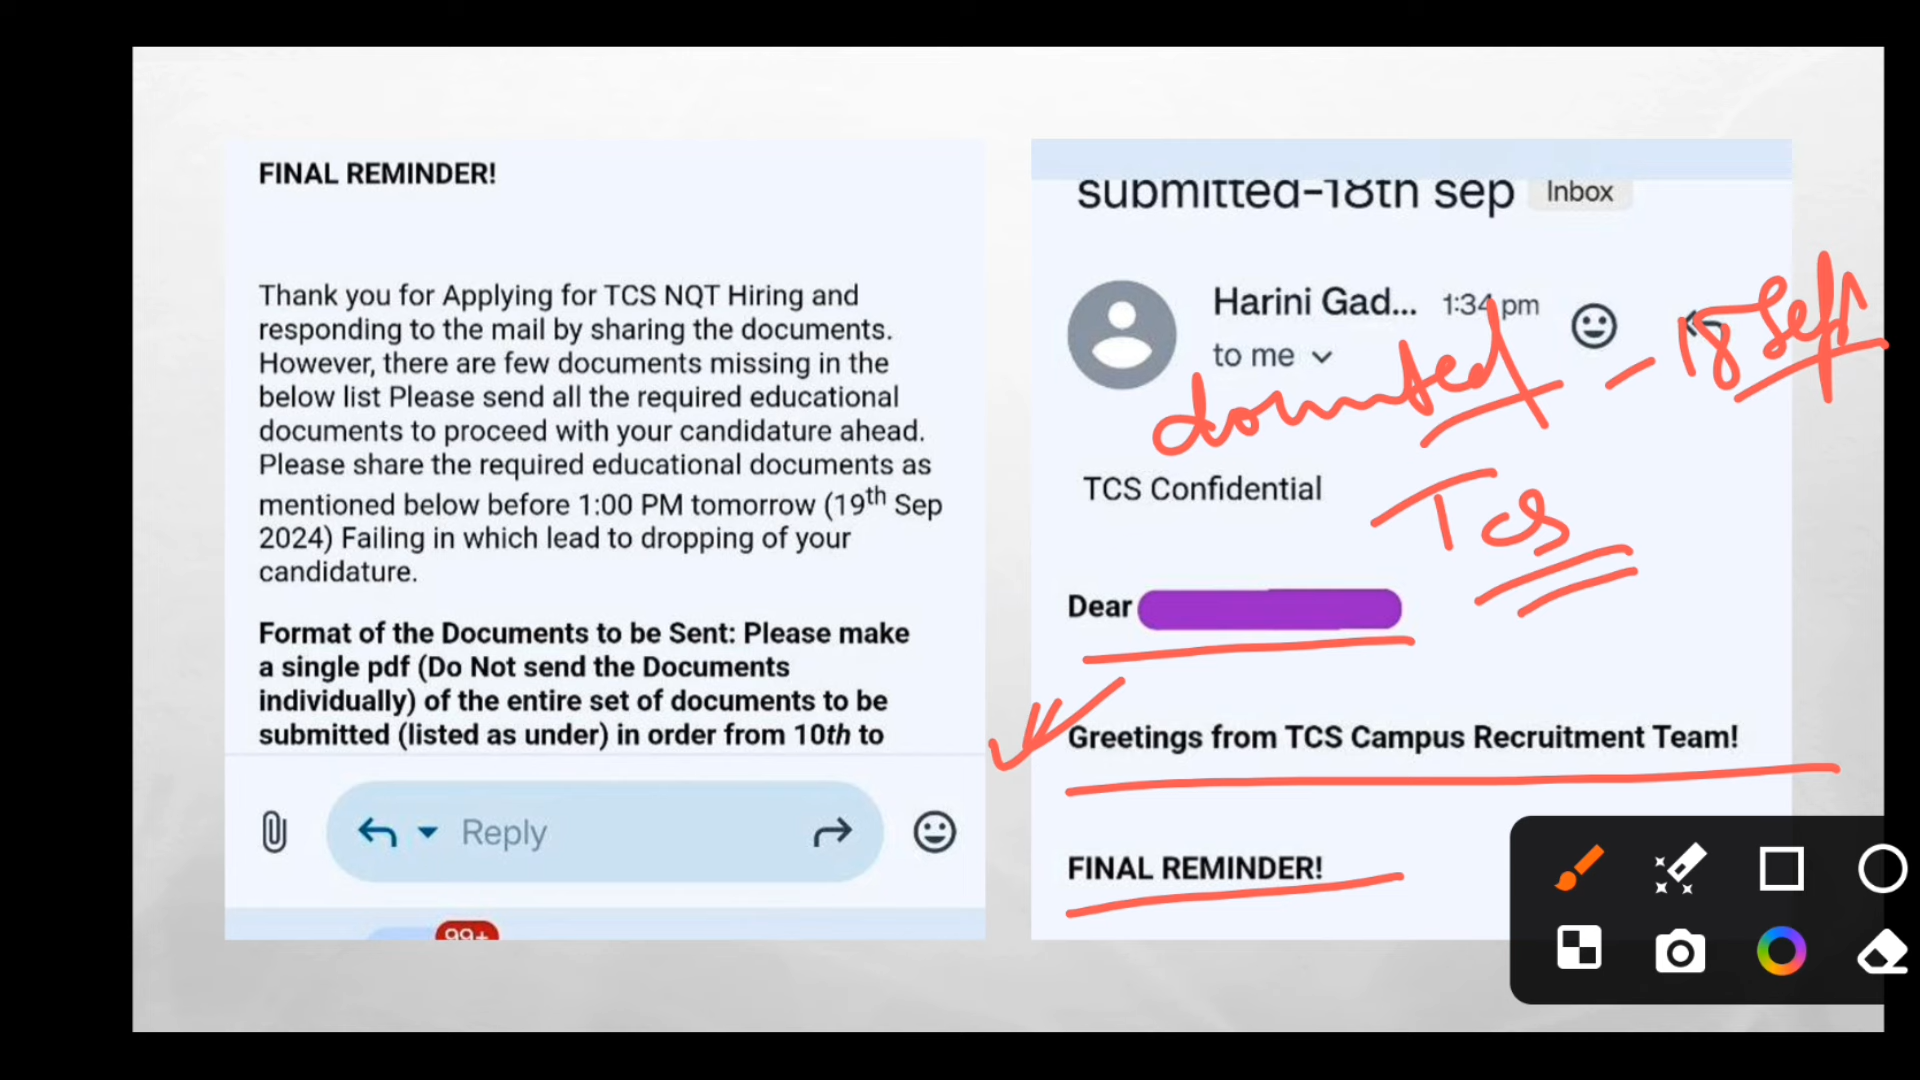 FINAL REMINDER!
Thank you for Applying for TCS NQT Hiring and
responding to the mail by sharing the documents.
However, there are few documents missing in the
below list Please send all the required educational
documents to proceed with your candidature ahead.
Please share the required educational documents as
mentioned below before 1:00 PM tomorrow (19th Sep
2024) Failing in which lead to dropping of your
candidature.
Format of the Documents to be Sent: Please make
a single pdf (Do Not send the Documents
individually) of the entire set of documents to be
submitted (listed as under) in order from 10th to
Reply
99+
submitted-18th sep Inbox
Harini Gad... 1:34 pm
to me
- 18 Sept
TCS Confidential
TCS
Dear
Greetings from TCS Campus Recruitment Team!
FINAL REMINDER!